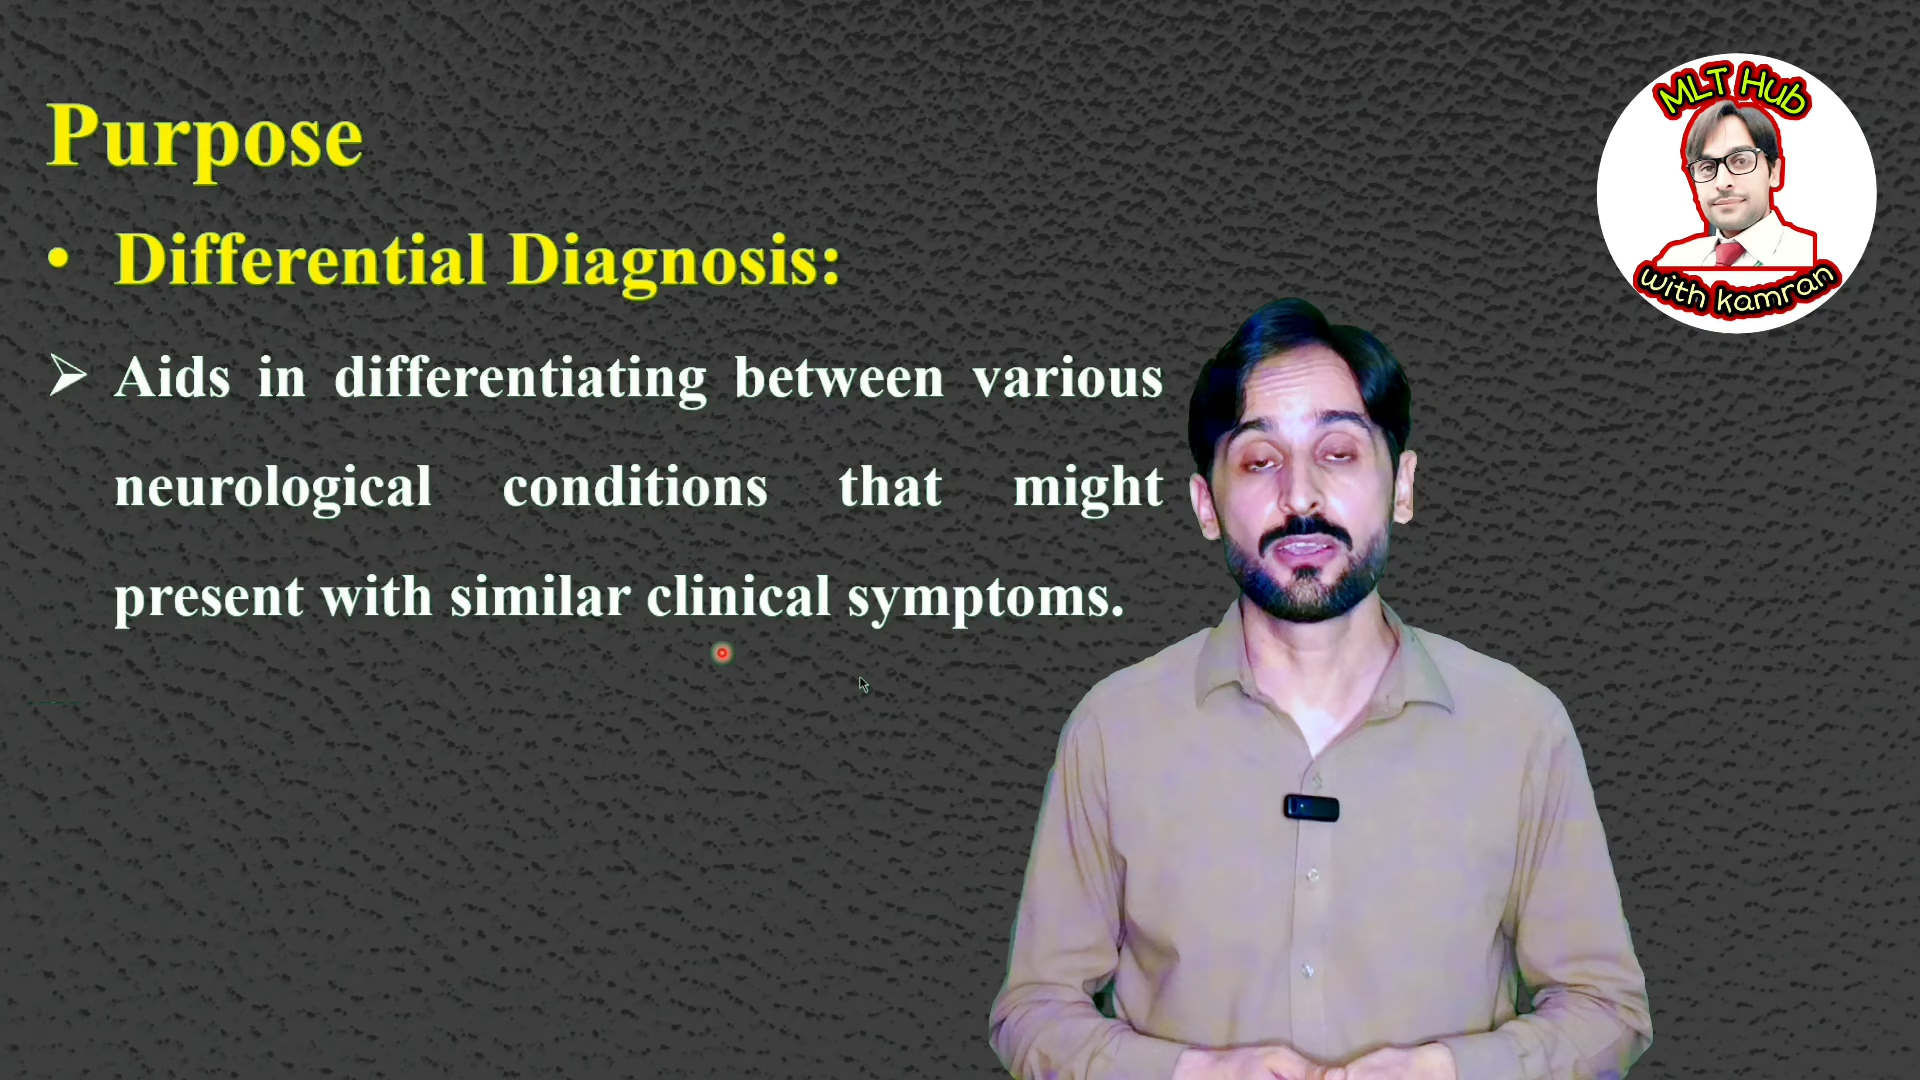 Purpose
• Differential Diagnosis:
➢ Aids in differentiating between various
neurological conditions that might
present with similar clinical symptoms.
MLT Hub
with kamran